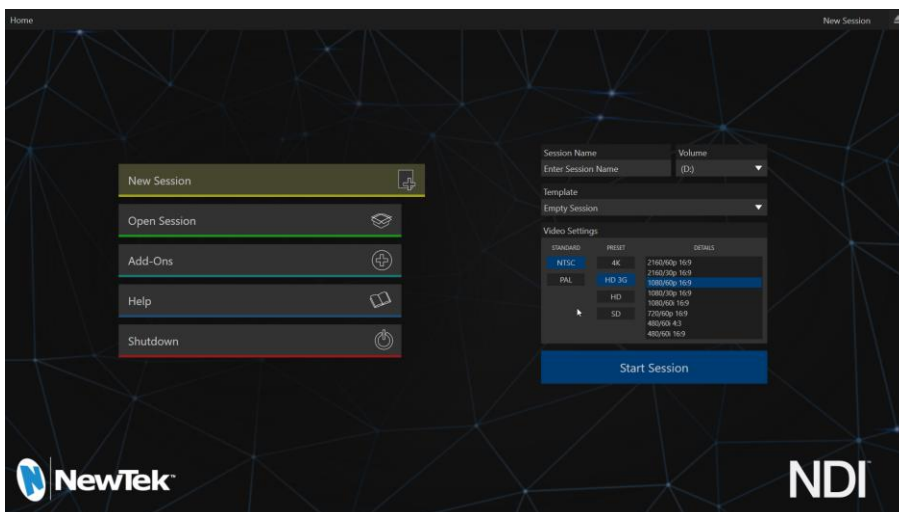 Home
New Session
New Session
Open Session
Add-Ons
Help
Shutdown
Session Name
Volume
Enter Session Name
(D:)
Template
Empty Session
Video Settings
STANDARD PRESET DETAILS
NTSC
PAL
4K
HD 3G
HD
SD
2160/60p 16:9
2160/30p 16:9
1080/60p 16:9
1080/30p 16:9
1080/60i 16:9
720/60p 16:9
480/60i 4:3
480/60i 16:9
Start Session
N NewTek™
NDI™